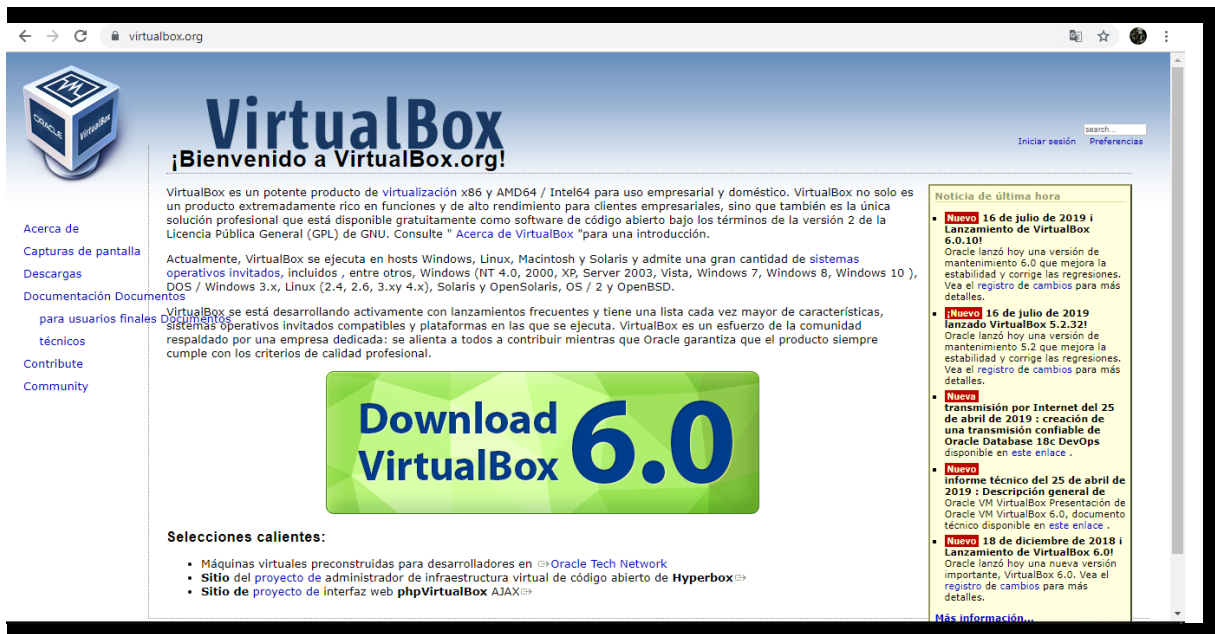 virtualbox.org
ORACLE
VirtualBox
VirtualBox
search...
Iniciar sesión Preferencias
¡Bienvenido a VirtualBox.org!
Acerca de
Capturas de pantalla
Descargas
Documentación Documentos
para usuarios finales Documentos
técnicos
Contribute
Community
VirtualBox es un potente producto de virtualización x86 y AMD64 / Intel64 para uso empresarial y doméstico. VirtualBox no solo es
un producto extremadamente rico en funciones y de alto rendimiento para clientes empresariales, sino que también es la única
solución profesional que está disponible gratuitamente como software de código abierto bajo los términos de la versión 2 de la
Licencia Pública General (GPL) de GNU. Consulte " Acerca de VirtualBox "para una introducción.
Actualmente, VirtualBox se ejecuta en hosts Windows, Linux, Macintosh y Solaris y admite una gran cantidad de sistemas
operativos invitados, incluidos , entre otros, Windows (NT 4.0, 2000, XP, Server 2003, Vista, Windows 7, Windows 8, Windows 10 ),
DOS / Windows 3.x, Linux (2.4, 2.6, 3.xy 4.x), Solaris y OpenSolaris, OS / 2 y OpenBSD.
VirtualBox se está desarrollando activamente con lanzamientos frecuentes y tiene una lista cada vez mayor de características,
sistemas operativos invitados compatibles y plataformas en las que se ejecuta. VirtualBox es un esfuerzo de la comunidad
respaldado por una empresa dedicada: se alienta a todos a contribuir mientras que Oracle garantiza que el producto siempre
cumple con los criterios de calidad profesional.
Download
VirtualBox 6.0
Selecciones calientes:
Máquinas virtuales preconstruidas para desarrolladores en Oracle Tech Network
Sitio del proyecto de administrador de infraestructura virtual de código abierto de Hyperbox
Sitio de proyecto de interfaz web phpVirtualBox AJAX
Noticia de última hora
Nuevo 16 de julio de 2019 i
Lanzamiento de VirtualBox
6.0.10!
Oracle lanzó hoy una versión de
mantenimiento 6.0 que mejora la
estabilidad y corrige las regresiones.
Vea el registro de cambios para más
detalles.
¡Nuevo 16 de julio de 2019
lanzado VirtualBox 5.2.32!
Oracle lanzó hoy una versión de
mantenimiento 5.2 que mejora la
estabilidad y corrige las regresiones.
Vea el registro de cambios para más
detalles.
Nueva
transmisión por Internet del 25
de abril de 2019 : creación de
una transmisión confiable de
Oracle Database 18c DevOps
disponible en este enlace .
Nuevo
informe técnico del 25 de abril de
2019 : Descripción general de
Oracle VM VirtualBox Presentación de
Oracle VM VirtualBox 6.0, documento
técnico disponible en este enlace .
Nuevo 18 de diciembre de 2018 i
Lanzamiento de VirtualBox 6.0!
Oracle lanzó hoy una nueva versión
importante, VirtualBox 6.0. Vea el
registro de cambios para más
detalles.
Más información...